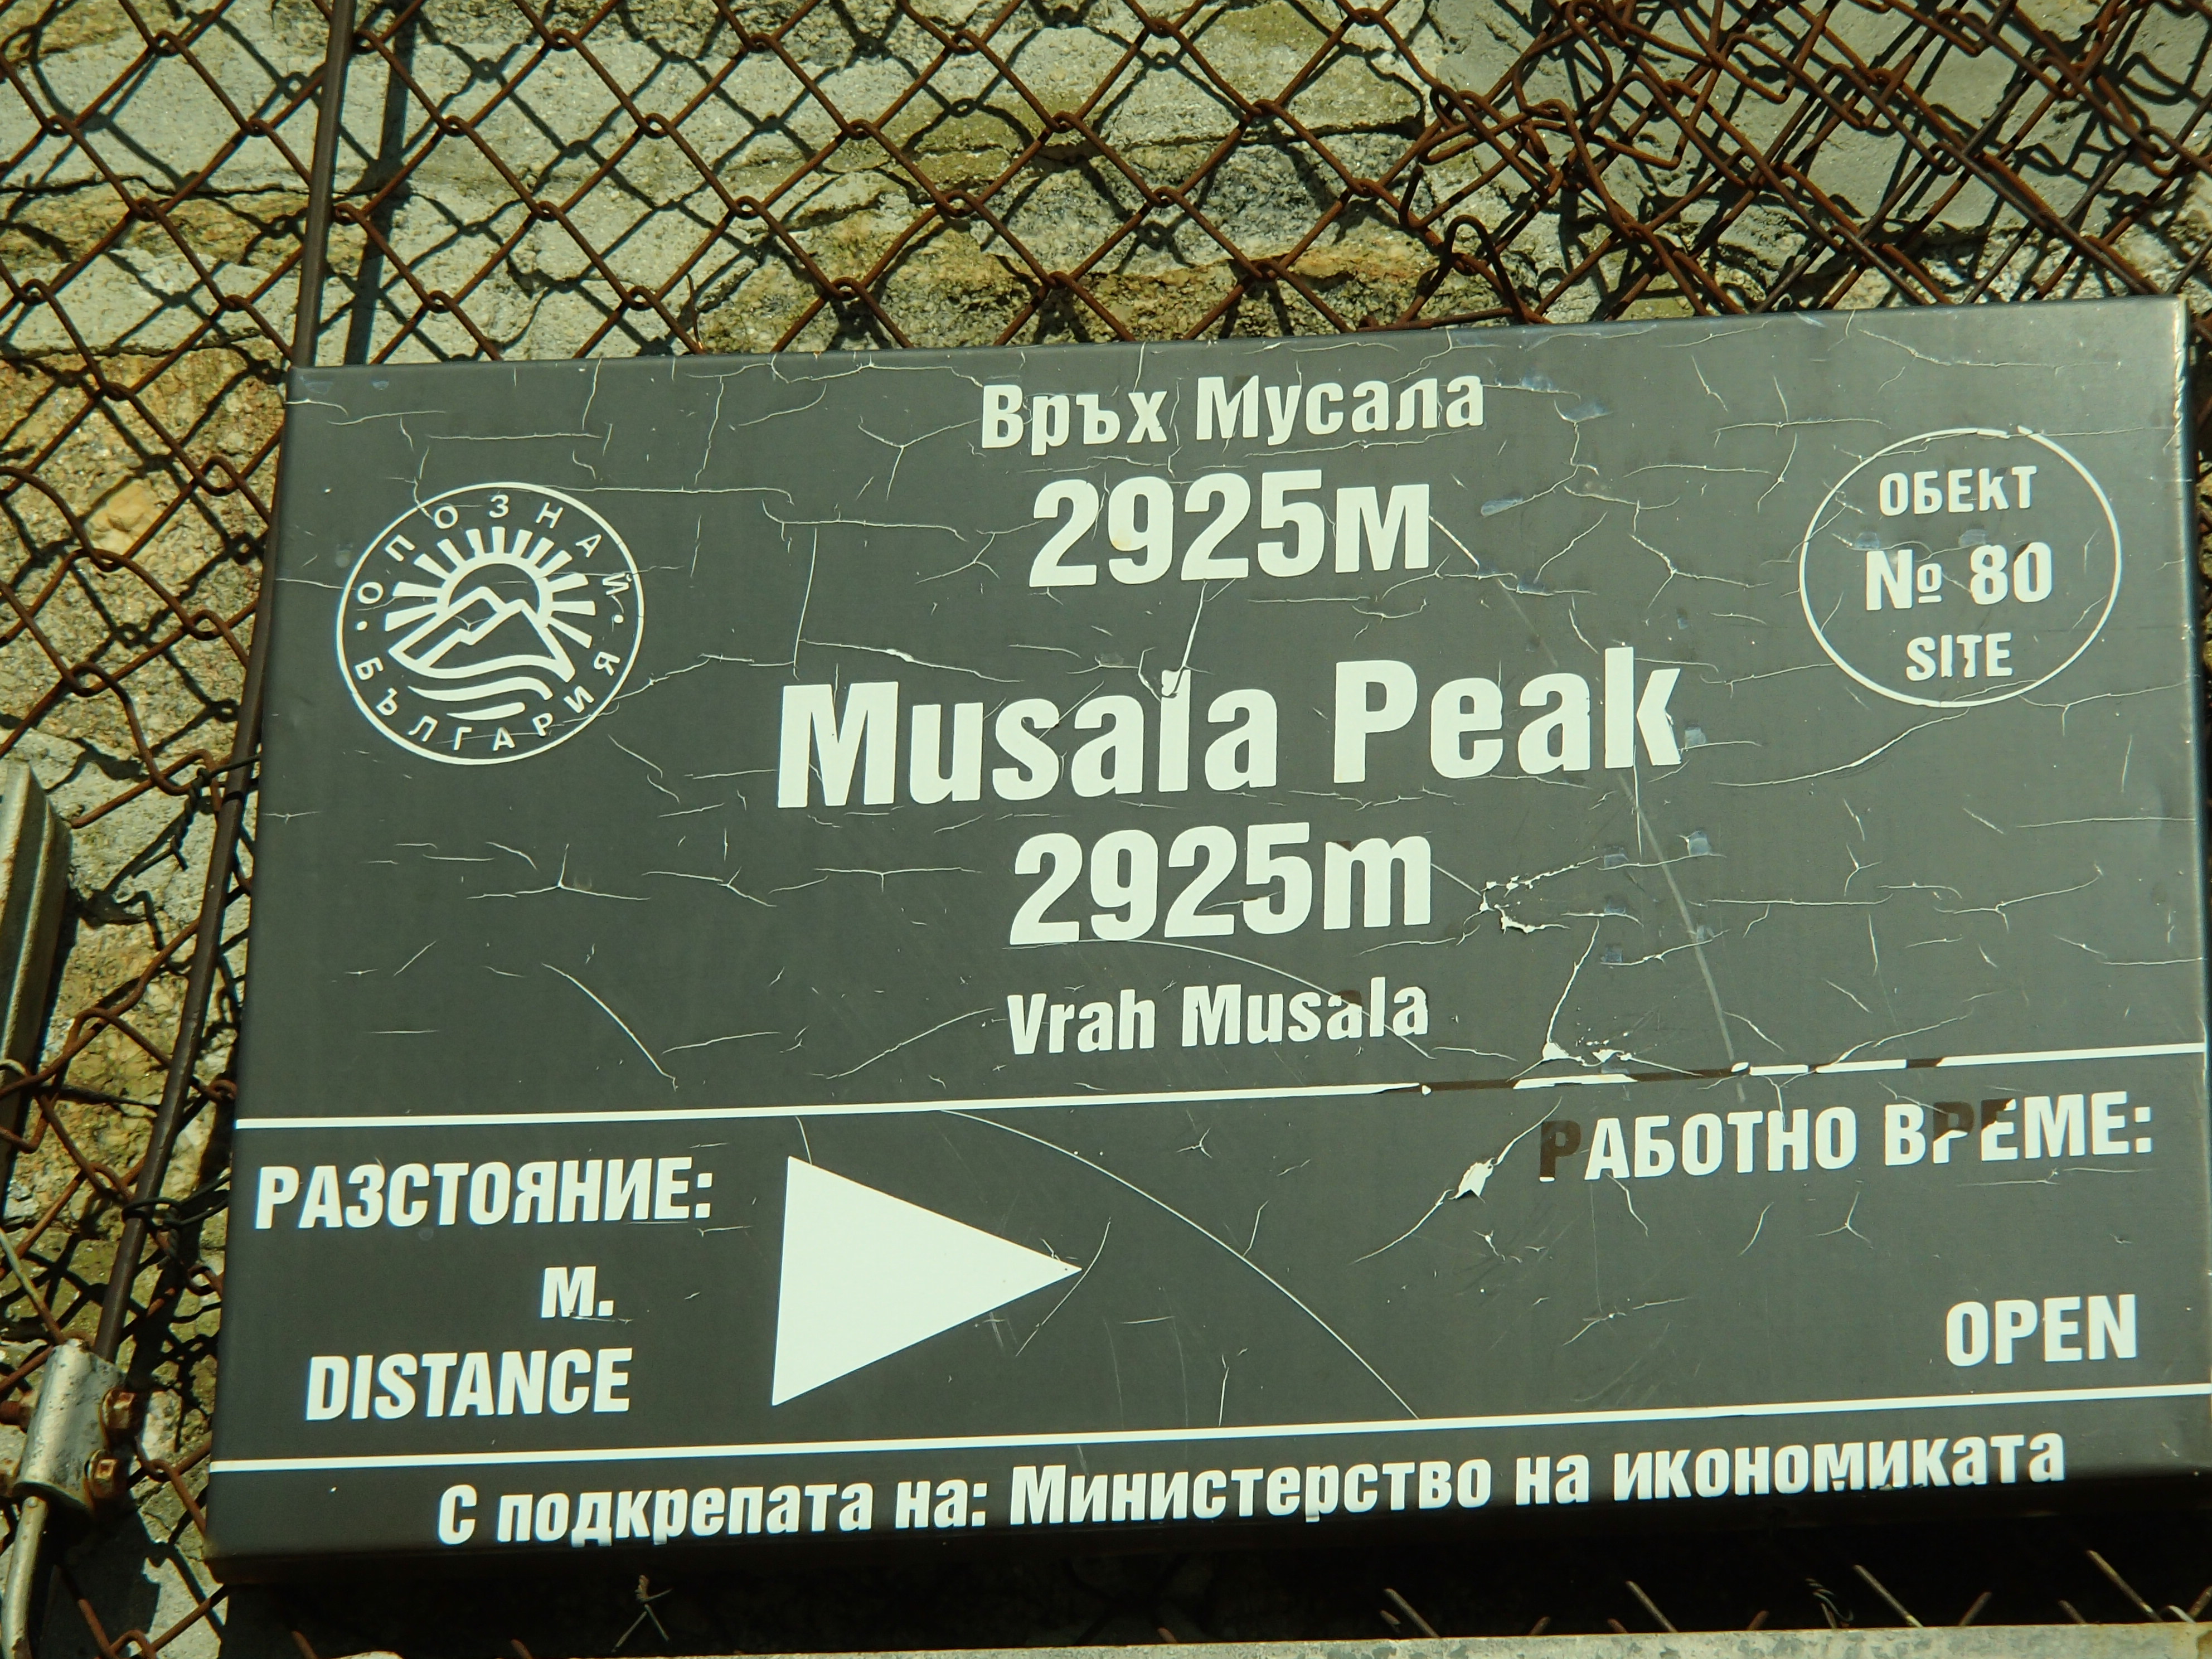 Връх Мусала
2925м
Musala Peak
2925m
Vrah Musala
ОПОЗНАЙ • БЪЛГАРИЯ •
ОБЕКТ
№ 80
SITE
РАЗСТОЯНИЕ:
М.
DISTANCE
РАБОТНО ВРЕМЕ:
OPEN
С подкрепата на: Министерство на икономиката